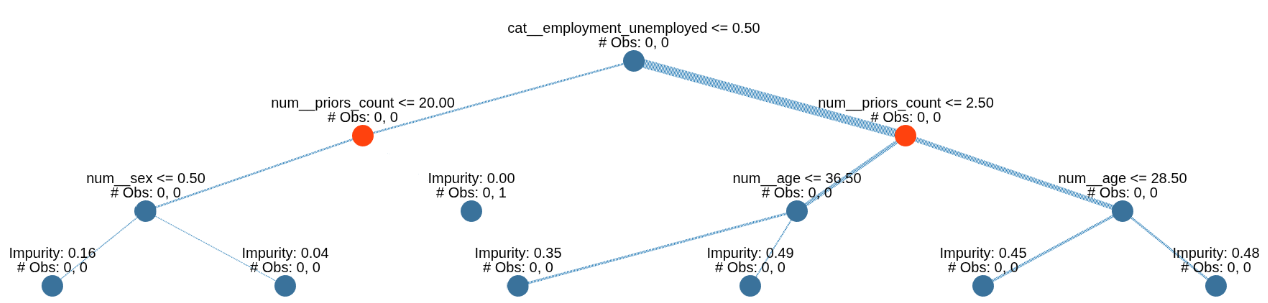 cat__employment_unemployed <= 0.50
# Obs: 0, 0
num__priors_count <= 20.00
# Obs: 0, 0
num__priors_count <= 2.50
# Obs: 0, 0
num__sex <= 0.50
# Obs: 0, 0
Impurity: 0.00
# Obs: 0, 1
num__age <= 36.50
# Obs: 0, 0
num__age <= 28.50
# Obs: 0, 0
Impurity: 0.16
# Obs: 0, 0
Impurity: 0.04
# Obs: 0, 0
Impurity: 0.35
# Obs: 0, 0
Impurity: 0.49
# Obs: 0, 0
Impurity: 0.45
# Obs: 0, 0
Impurity: 0.48
# Obs: 0, 0